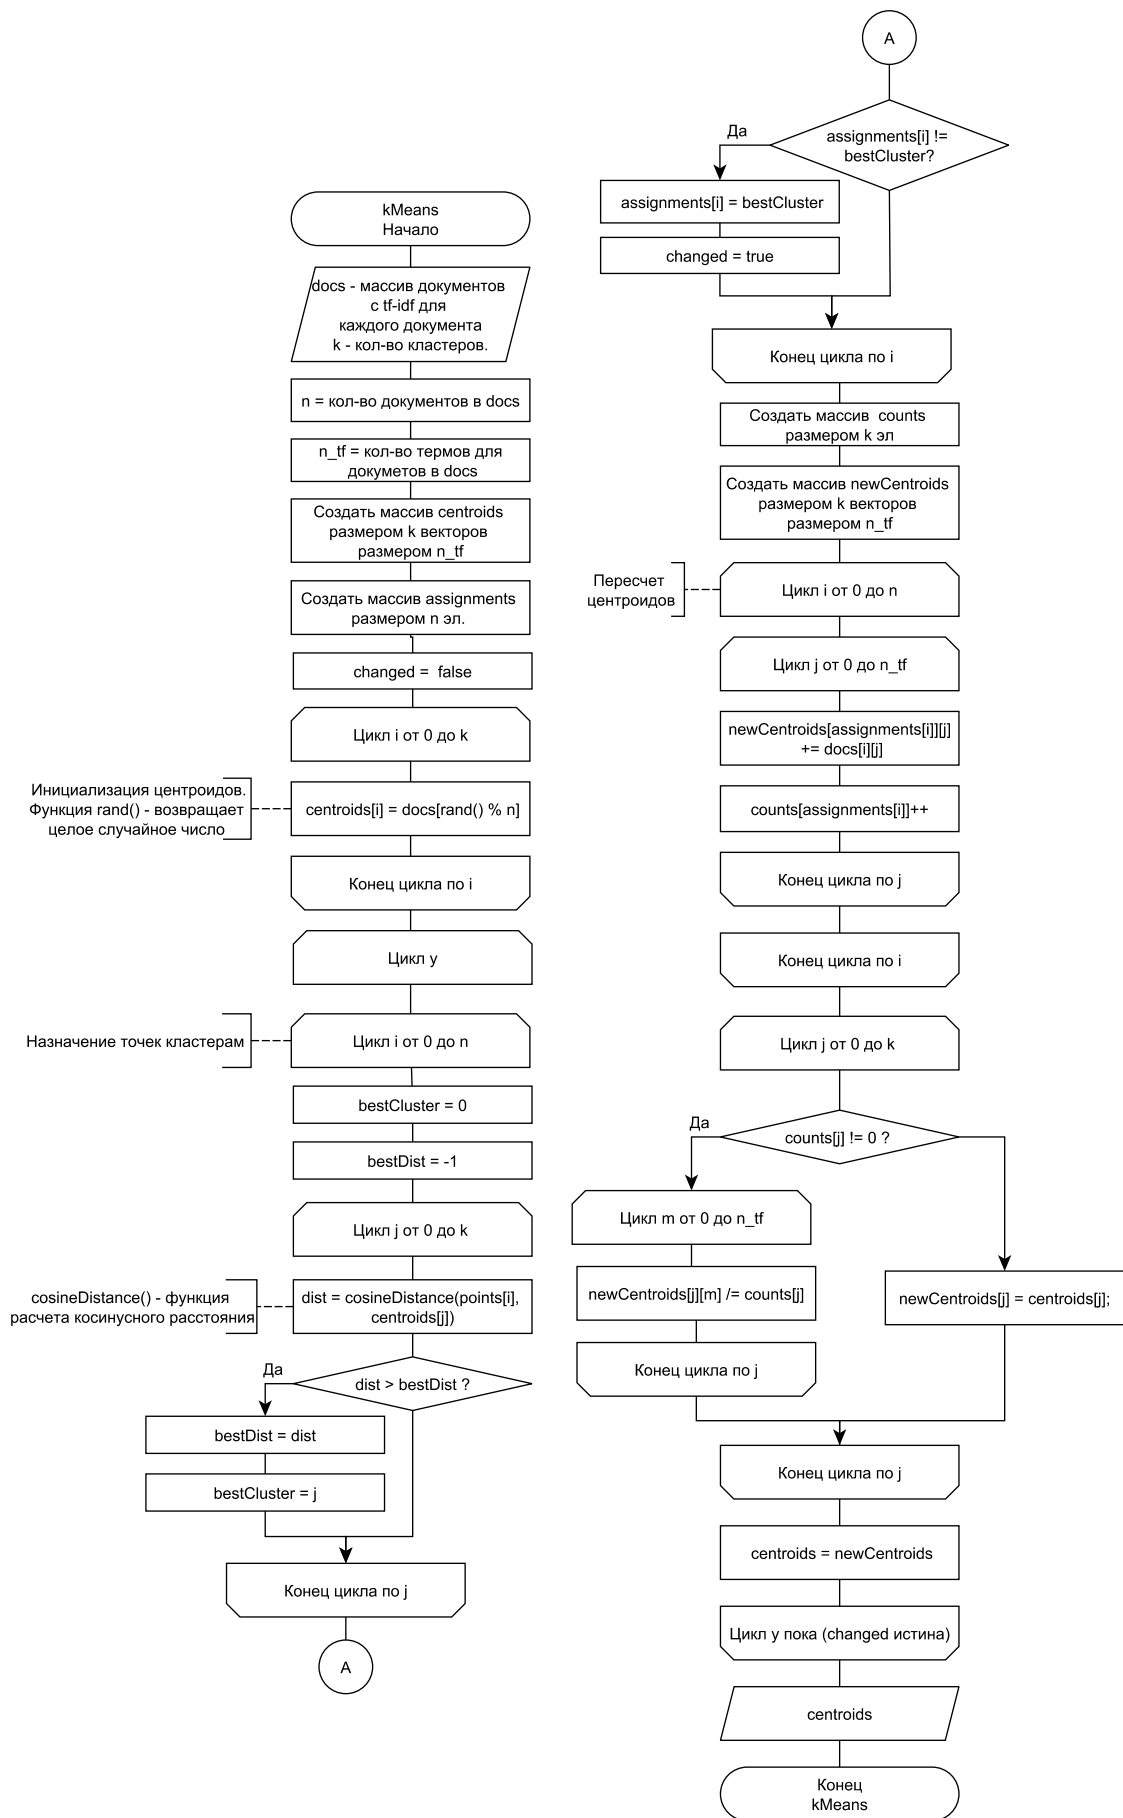 kMeans
Начало
docs - массив документов
с tf-idf для
каждого документа
k - кол-во кластеров.
n = кол-во документов в docs
n_tf = кол-во термов для
докуметов в docs
Создать массив centroids
размером k векторов
размером n_tf
Создать массив assignments
размером n эл.
changed =  false
Цикл i от 0 до k
Инициализация центроидов.
Функция rand() - возвращает
целое случайное число
centroids[i] = docs[rand() % n]
Конец цикла по i
Цикл y
Назначение точек кластерам
Цикл i от 0 до n
bestCluster = 0
bestDist = -1
Цикл j от 0 до k
cosineDistance() - функция
расчета косинусного расстояния
dist = cosineDistance(points[i],
centroids[j])
dist > bestDist ?
Да
bestDist = dist
bestCluster = j
Конец цикла по j
A
A
assignments[i] !=
bestCluster?
Да
assignments[i] = bestCluster
changed = true
Конец цикла по i
Создать массив  counts
размером k эл
Создать массив newCentroids
размером k векторов
размером n_tf
Пересчет
центроидов
Цикл i от 0 до n
Цикл j от 0 до n_tf
newCentroids[assignments[i]][j]
+= docs[i][j]
counts[assignments[i]]++
Конец цикла по j
Конец цикла по i
Цикл j от 0 до k
counts[j] != 0 ?
Да
Цикл m от 0 до n_tf
newCentroids[j][m] /= counts[j]
Конец цикла по j
newCentroids[j] = centroids[j];
Конец цикла по j
centroids = newCentroids
Цикл y пока (changed истина)
centroids
Конец
kMeans